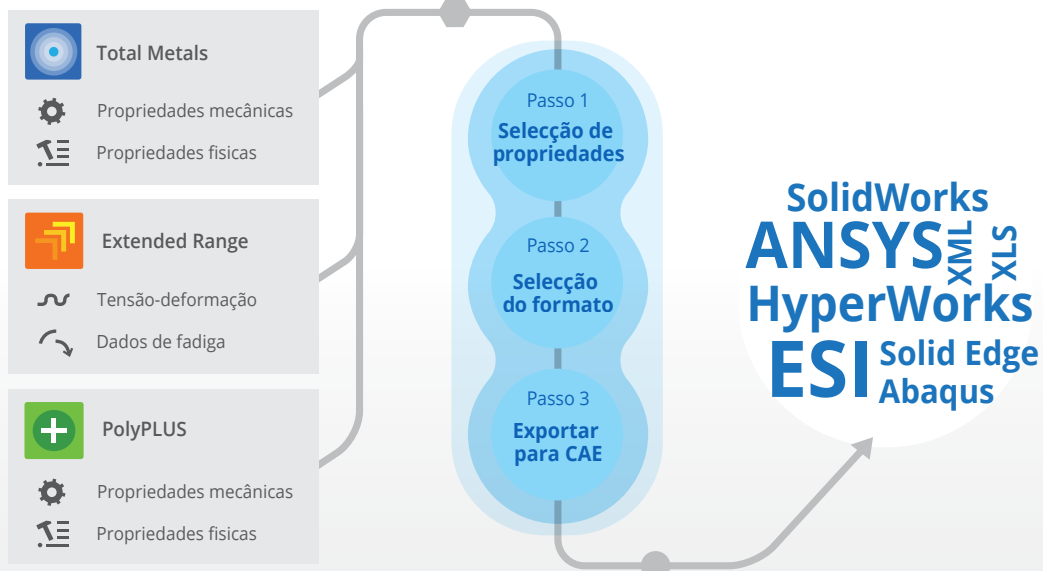 Total Metals
Propriedades mecânicas
Propriedades fisicas
Extended Range
Tensão-deformação
Dados de fadiga
PolyPLUS
Propriedades mecânicas
Propriedades fisicas
Passo 1
Selecção de
propriedades
Passo 2
Selecção
do formato
Passo 3
Exportar
para CAE
SolidWorks
ANSYS
XML
XLS
HyperWorks
ESI
Solid Edge
Abaqus